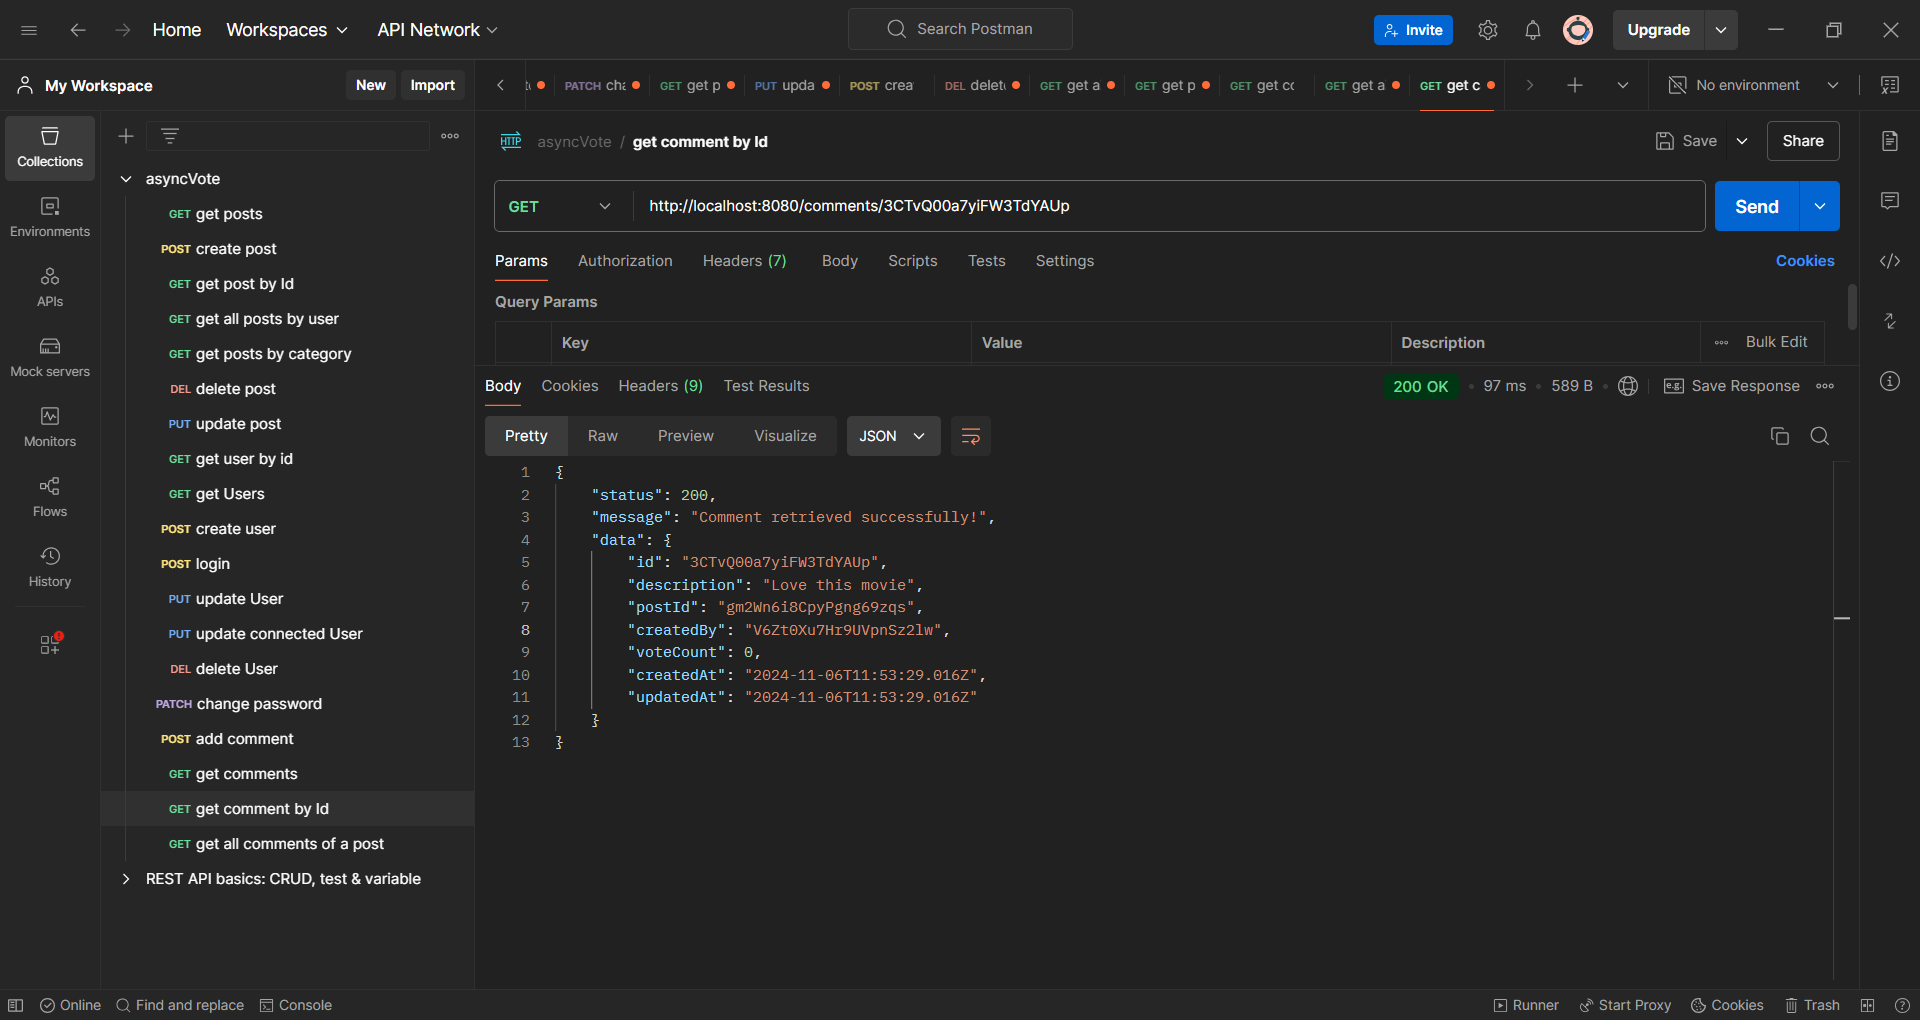 Home Workspaces API Network Search Postman Invite Upgrade
My Workspace New Import
PATCH cha GET get p PUT upda POST crea DEL delet GET get a GET get p GET get co GET get a GET get c No environment
Collections
Environments
APIs
Mock servers
Monitors
Flows
History
asyncVote
GET get posts
POST create post
GET get post by Id
GET get all posts by user
GET get posts by category
DEL delete post
PUT update post
GET get user by id
GET get Users
POST create user
POST login
PUT update User
PUT update connected User
DEL delete User
PATCH change password
POST add comment
GET get comments
GET get comment by Id
GET get all comments of a post
REST API basics: CRUD, test & variable
HTTP asyncVote / get comment by Id Save Share
GET http://localhost:8080/comments/3CTvQ00a7yiFW3TdYAUp Send
Params Authorization Headers (7) Body Scripts Tests Settings Cookies
Query Params
Key Value Description Bulk Edit
Body Cookies Headers (9) Test Results 200 OK 97 ms 589 B e.g. Save Response
Pretty Raw Preview Visualize JSON
1 {
2 "status": 200,
3 "message": "Comment retrieved successfully!",
4 "data": {
5 "id": "3CTvQ00a7yiFW3TdYAUp",
6 "description": "Love this movie",
7 "postId": "gm2Wn6i8CpyPgng69zqs",
8 "createdBy": "V6Zt0Xu7Hr9UVpnSz2lw",
9 "voteCount": 0,
10 "createdAt": "2024-11-06T11:53:29.016Z",
11 "updatedAt": "2024-11-06T11:53:29.016Z"
12 }
13 }
Online Find and replace Console Runner Start Proxy Cookies Trash